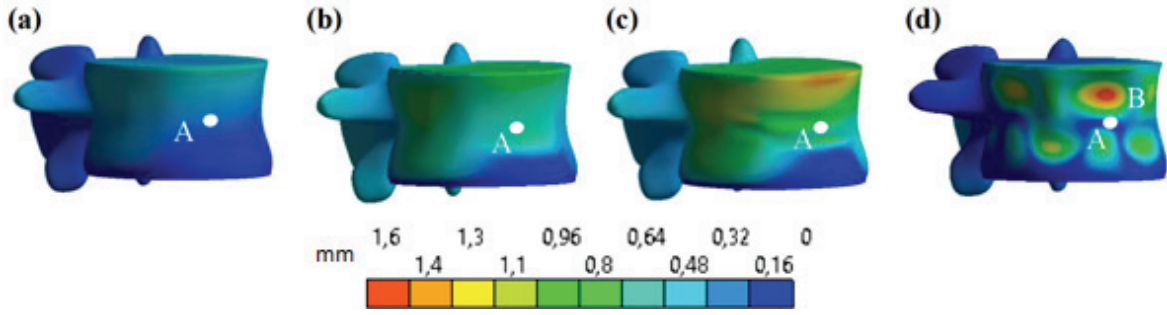 (a) (b) (c) (d)
A A A B
A
mm 1,6 1,3 0,96 0,64 0,32 0
1,4 1,1 0,8 0,48 0,16